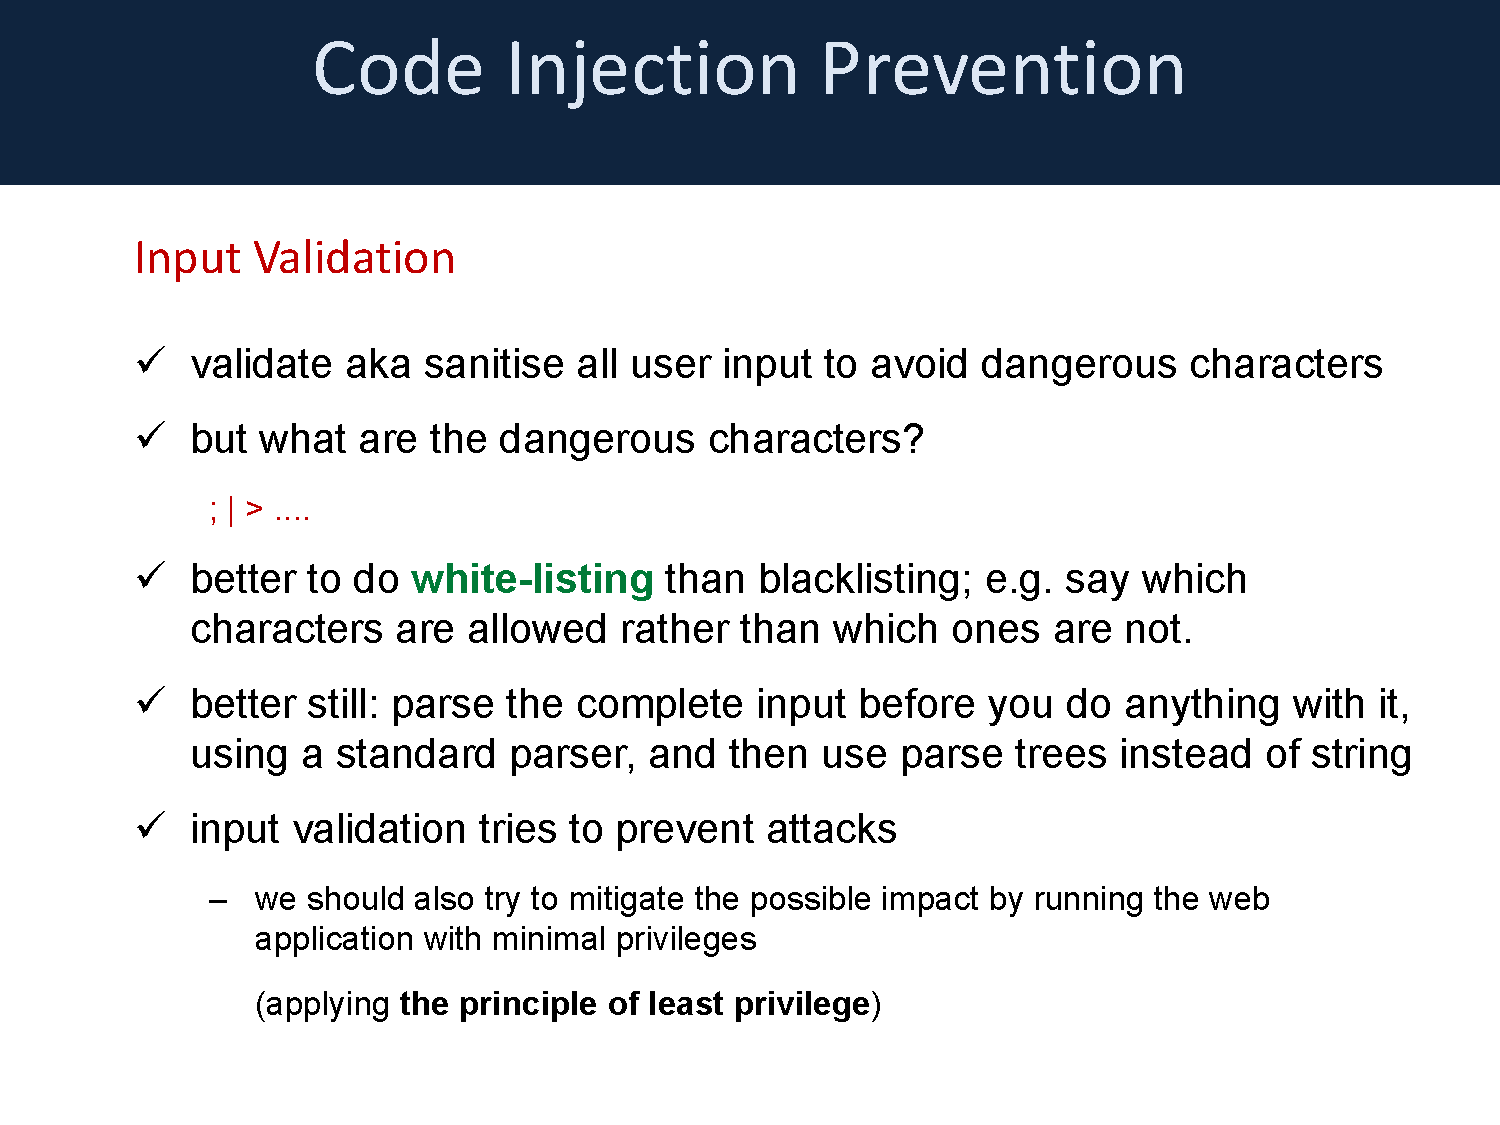 Code Injection Prevention
Input Validation
✓ validate aka sanitise all user input to avoid dangerous characters
✓ but what are the dangerous characters?
; | > ....
✓ better to do white-listing than blacklisting; e.g. say which
characters are allowed rather than which ones are not.
✓ better still: parse the complete input before you do anything with it,
using a standard parser, and then use parse trees instead of string
✓ input validation tries to prevent attacks
– we should also try to mitigate the possible impact by running the web
application with minimal privileges
(applying the principle of least privilege)